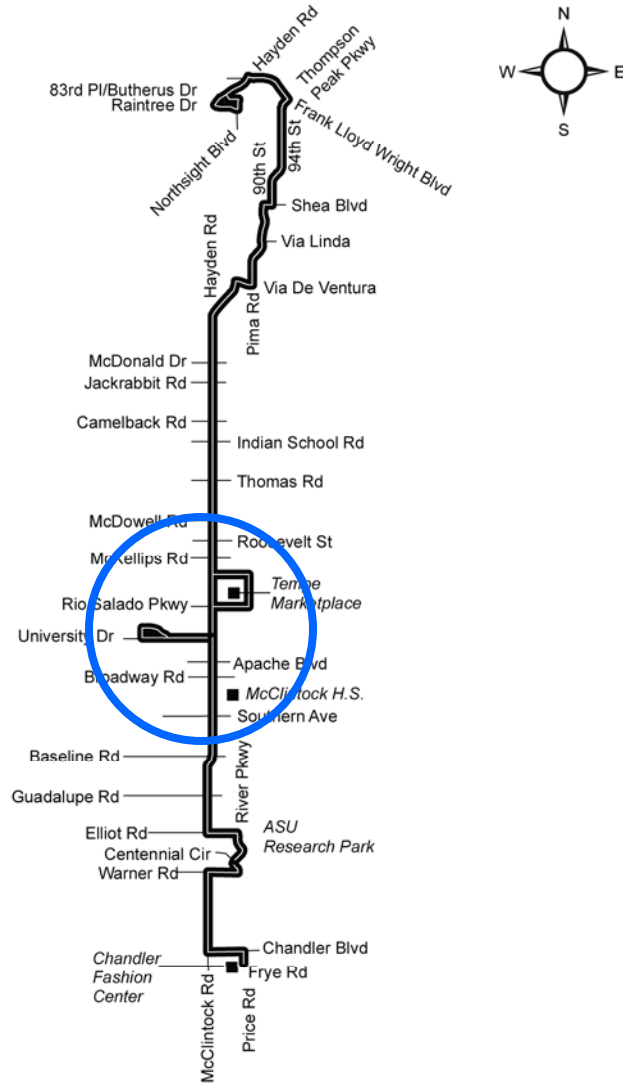 N
W
E
S
Hayden Rd
Thompson
Peak Pkwy
83rd Pl/Butherus Dr
Raintree Dr
Frank Lloyd Wright Blvd
Northsight Blvd
90th St
94th St
Shea Blvd
Via Linda
Hayden Rd
Via De Ventura
Pima Rd
McDonald Dr
Jackrabbit Rd
Camelback Rd
Indian School Rd
Thomas Rd
McDowell Rd
Roosevelt St
McKellips Rd
Tempe
Marketplace
Rio Salado Pkwy
University Dr
Apache Blvd
Broadway Rd
McClintock H.S.
Southern Ave
Baseline Rd
River Pkwy
Guadalupe Rd
Elliot Rd
ASU
Research Park
Centennial Cir
Warner Rd
Chandler Blvd
Chandler
Fashion
Center
Frye Rd
McClintock Rd
Price Rd